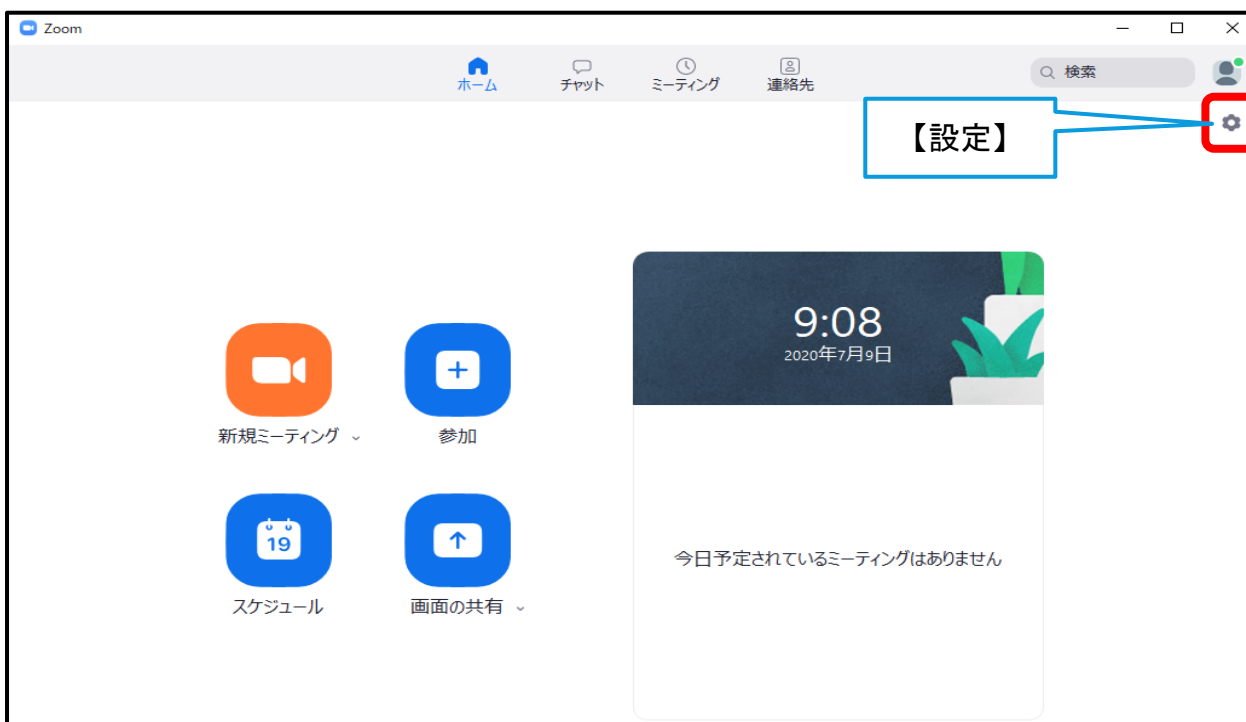 Zoom
ホーム
チャット
ミーティング
連絡先
検索
【設定】
9:08
2020年7月9日
新規ミーティング
参加
19
スケジュール
画面の共有
今日予定されているミーティングはありません